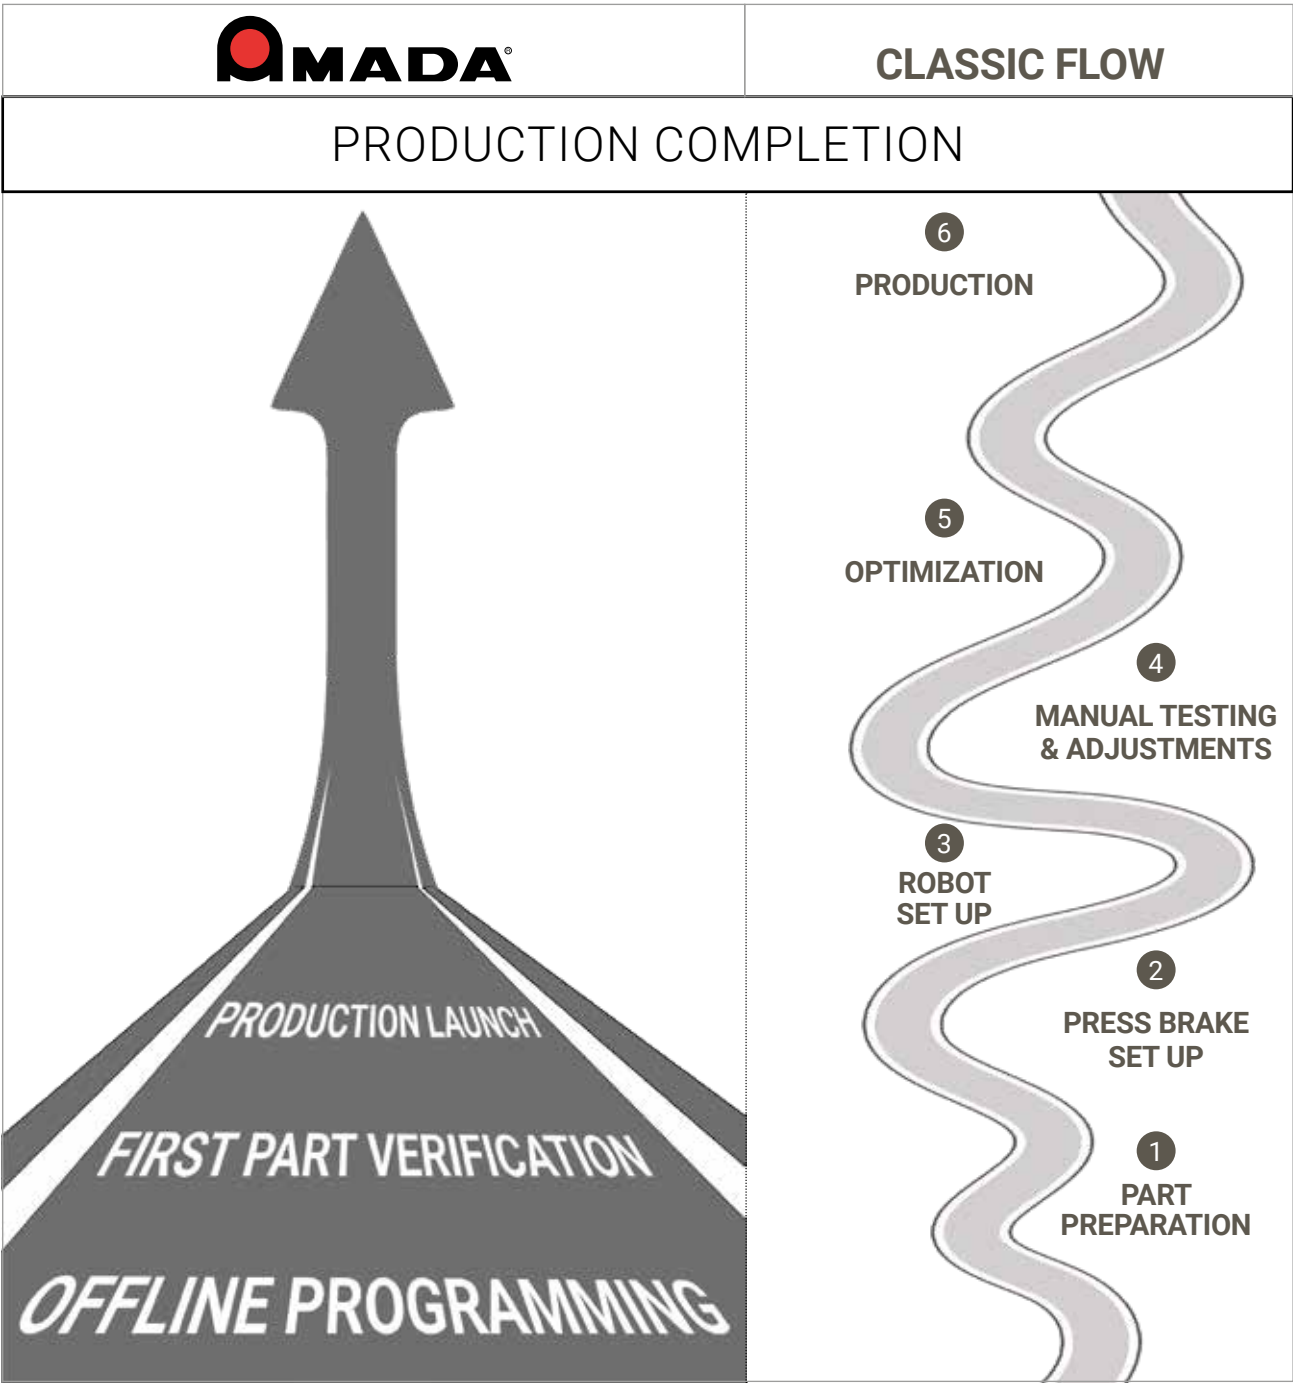 AMADA®
CLASSIC FLOW
PRODUCTION COMPLETION
PRODUCTION LAUNCH
FIRST PART VERIFICATION
OFFLINE PROGRAMMING
6
PRODUCTION
5
OPTIMIZATION
4
MANUAL TESTING
& ADJUSTMENTS
3
ROBOT
SET UP
2
PRESS BRAKE
SET UP
1
PART
PREPARATION